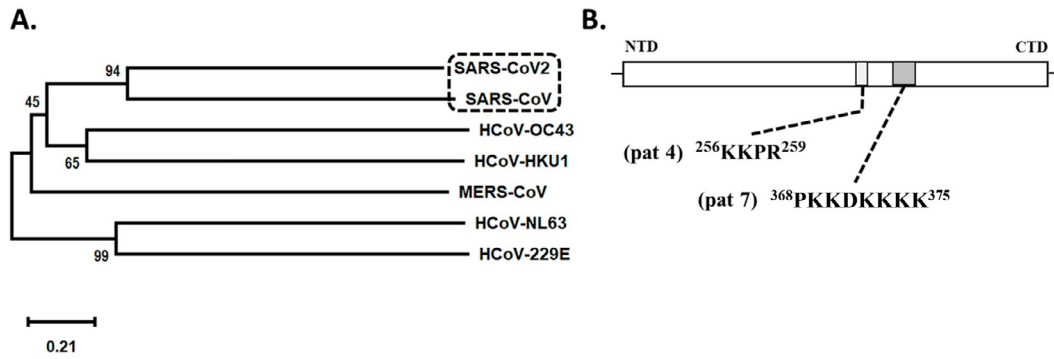 A.
94
SARS-CoV2
SARS-CoV
45
HCoV-OC43
65
HCoV-HKU1
MERS-CoV
HCoV-NL63
99
HCoV-229E
0.21
B.
NTD
CTD
(pat 4) ²⁵⁶KKPR²⁵⁹
(pat 7) ³⁶⁸PKKDKKKK³⁷⁵